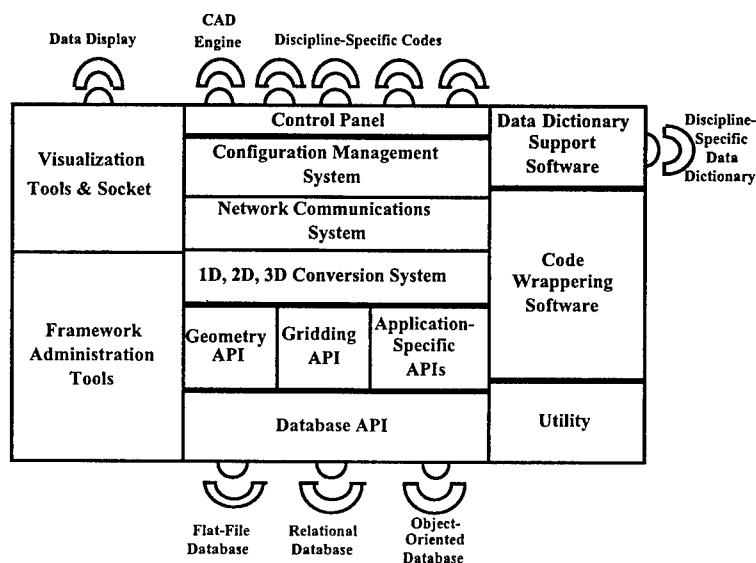 Data Display
CAD
Engine
Discipline-Specific Codes
Control Panel
Configuration Management
System
Network Communications
System
1D, 2D, 3D Conversion System
Geometry
API
Gridding
API
Application-
Specific
APIs
Database API
Visualization
Tools & Socket
Framework
Administration
Tools
Data Dictionary
Support
Software
Code
Wrappering
Software
Utility
Discipline-
Specific
Data
Dictionary
Flat-File
Database
Relational
Database
Object-
Oriented
Database